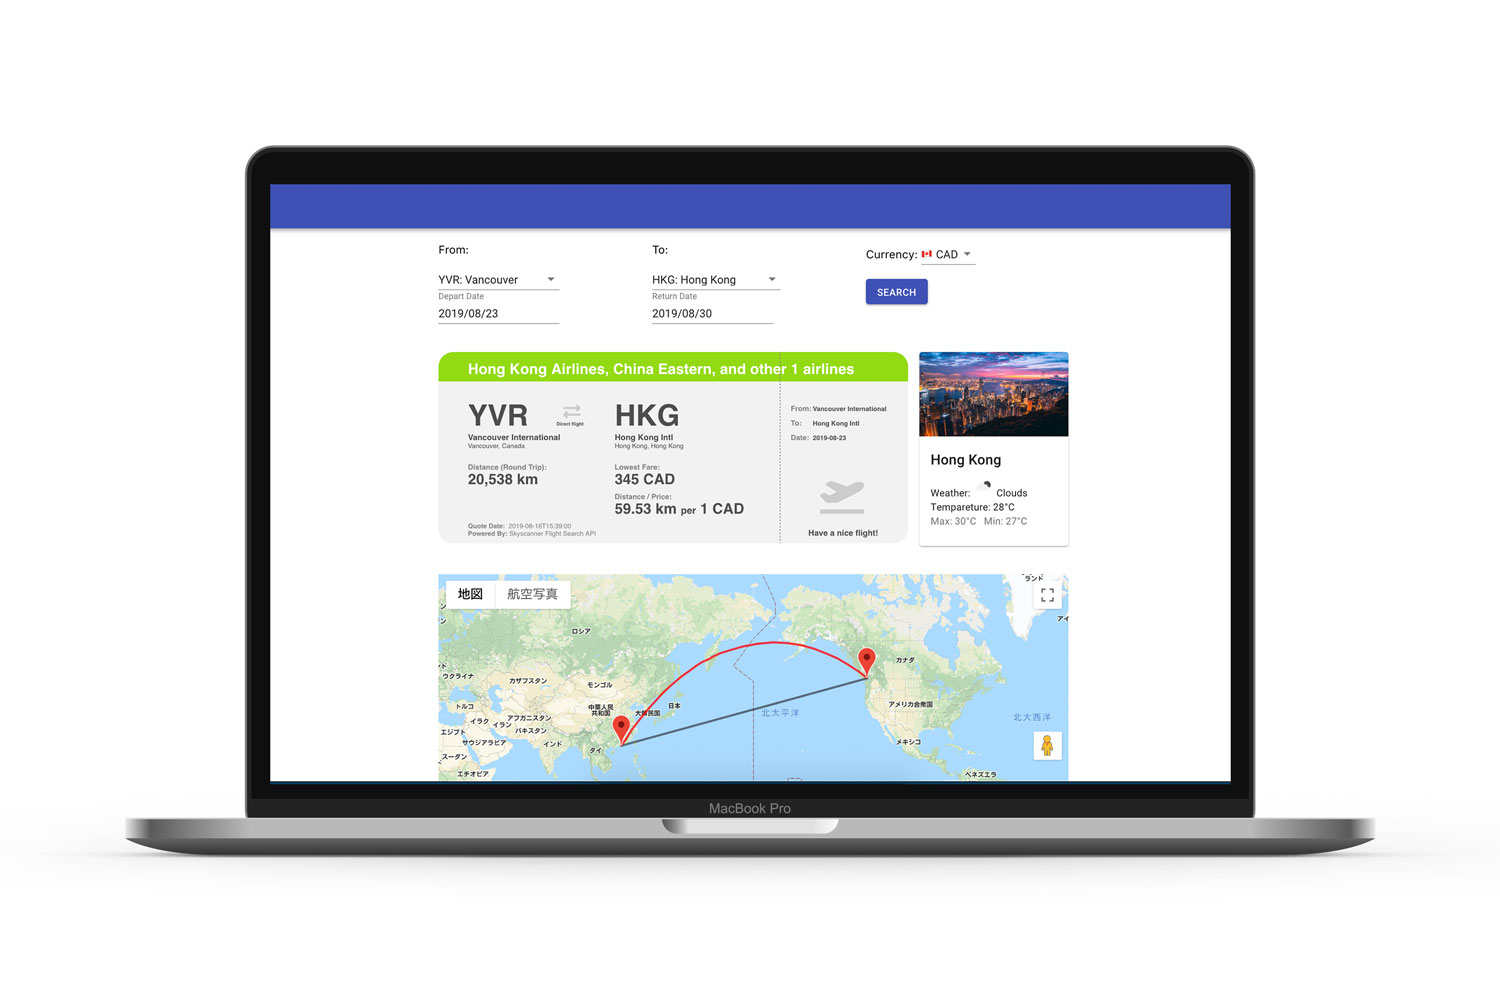 From:
To:
Currency: CAD
YVR: Vancouver
HKG: Hong Kong
SEARCH
Depart Date
Return Date
2019/08/23
2019/08/30
Hong Kong Airlines, China Eastern, and other 1 airlines
YVR
Direct flight
HKG
Vancouver International
Vancouver, Canada
Hong Kong Intl
Hong Kong, Hong Kong
Distance (Round Trip):
20,538 km
Lowest Fare:
345 CAD
Distance / Price:
59.53 km per 1 CAD
Quote Date: 2019-08-16T15:39:00
Powered By: Skyscanner Flight Search API
From: Vancouver International
To: Hong Kong Intl
Date: 2019-08-23
Have a nice flight!
Hong Kong
Weather: Clouds
Tempareture: 28°C
Max: 30°C Min: 27°C
地図
航空写真
ランド
アイ
ロシア
カナダ
ウクライナ
カザフスタン
モンゴル
トルコ
中華人民
共和国
大韓民国
日本
アメリカ合衆国
イラク
イラン
アフガニスタン
パキスタン
北太平洋
北大西洋
エジプト
サウジアラビア
インド
タイ
メキシコ
スーダン
エチオピア
ベネズエラ
MacBook Pro